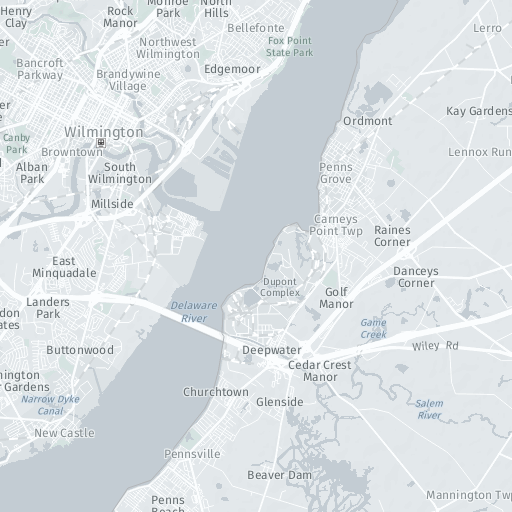 Henry
Clay
Rock
Manor
Monroe
Park
North
Hills
Bellefonte
Lerro
Northwest
Wilmington
Fox Point
State Park
Bancroft
Parkway
Edgemoor
Brandywine
Village
Kay Gardens
Ordmont
Wilmington
Canby
Park
Browntown
Lennox Run
Alban
Park
South
Wilmington
Penns
Grove
Millside
Carneys
Point Twp
Raines
Corner
East
Minquadale
Danceys
Corner
Dupont
Complex
Golf
Manor
Landers
Park
Delaware
River
Game
Creek
Wiley Rd
Buttonwood
Deepwater
Cedar Crest
Manor
Gardens
Churchtown
Narrow Dyke
Canal
Glenside
Salem
River
New Castle
Pennsville
Beaver Dam
Penns
Beach
Mannington Twp